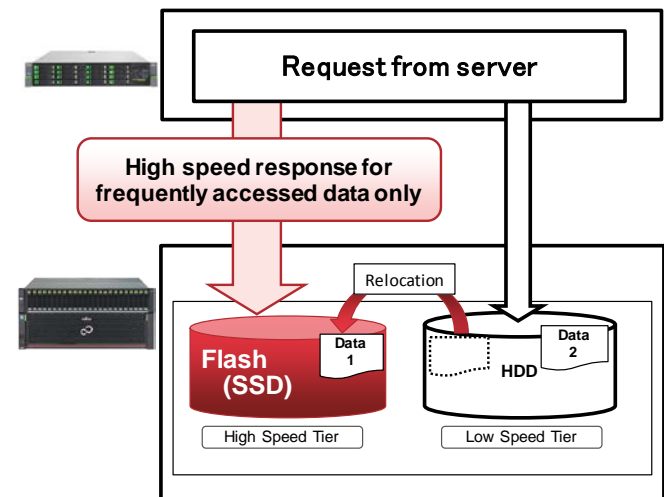 Request from server
High speed response for
frequently accessed data only
Relocation
Flash
(SSD)
Data
1
HDD
Data
2
High Speed Tier
Low Speed Tier